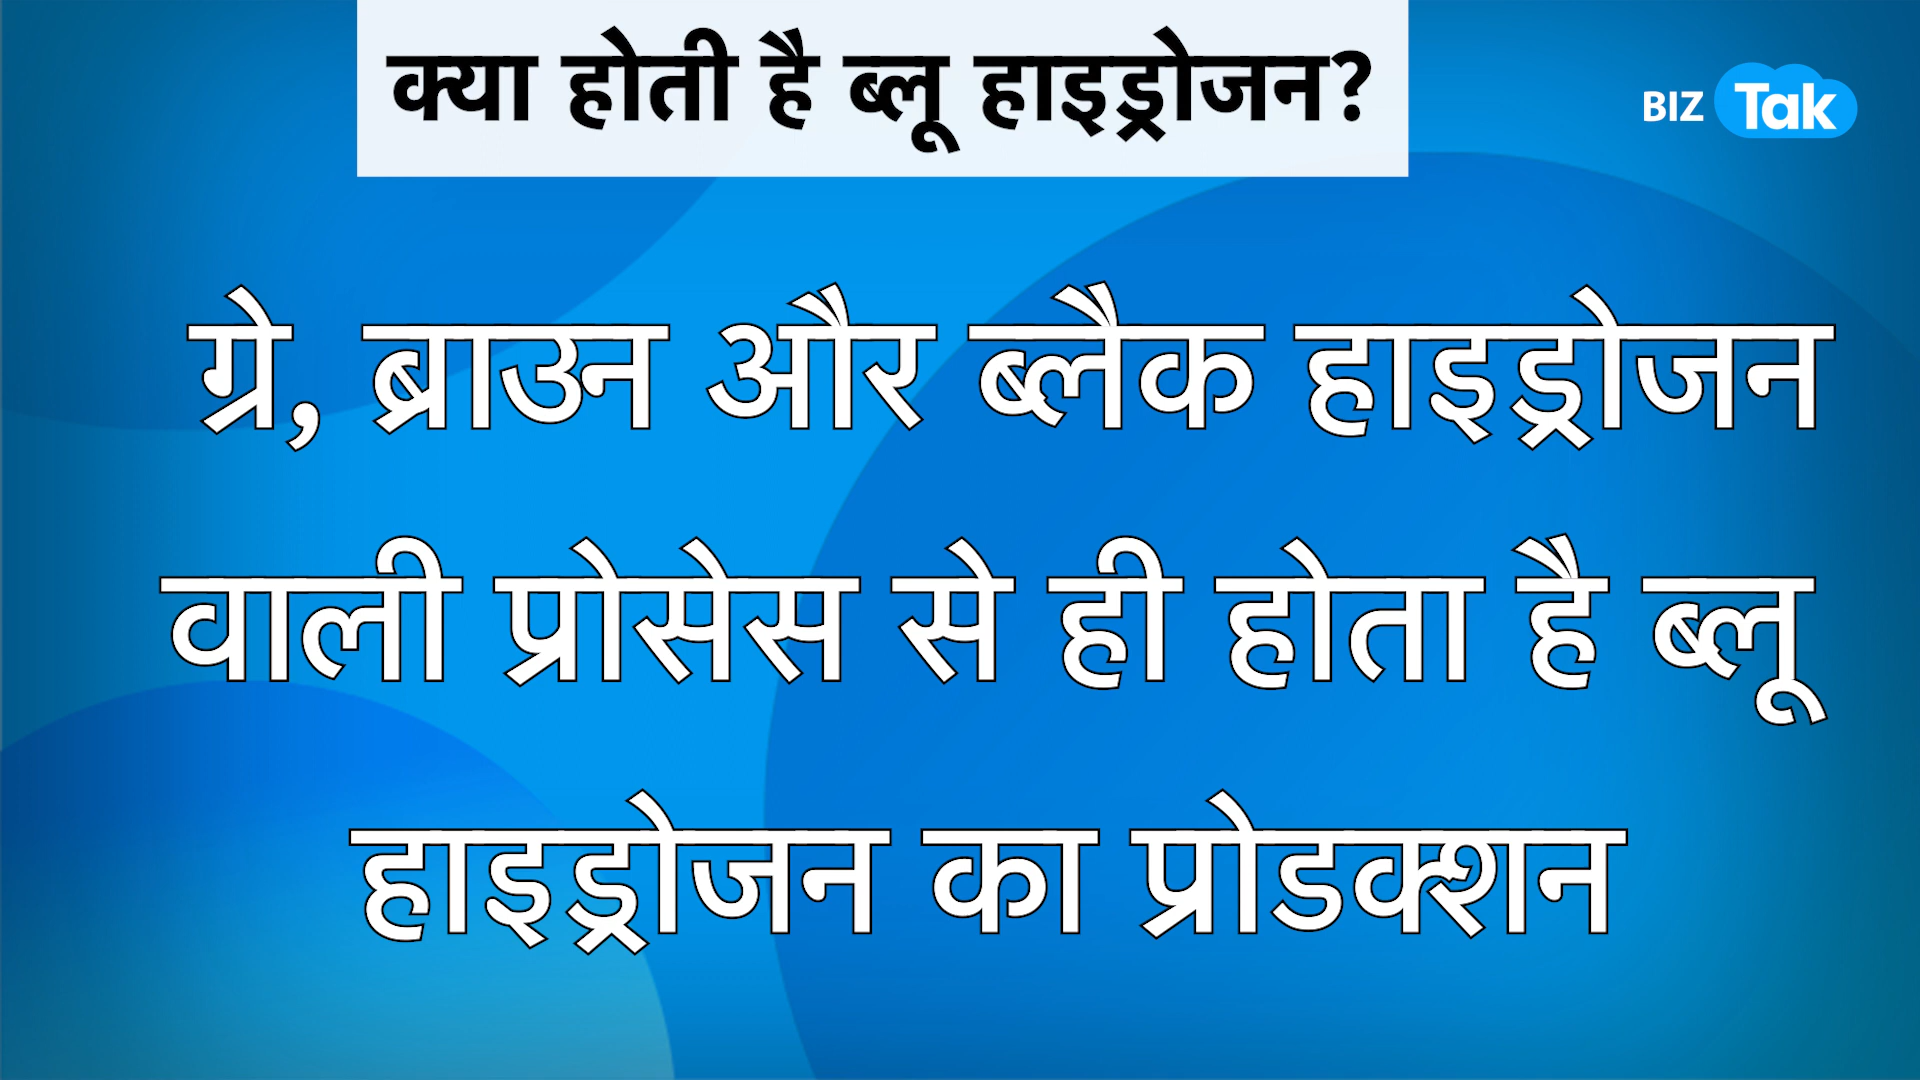 क्या होती है ब्लू हाइड्रोजन?
BIZ Tak
ग्रे, ब्राउन और ब्लैक हाइड्रोजन
वाली प्रोसेस से ही होता है ब्लू
हाइड्रोजन का प्रोडक्शन